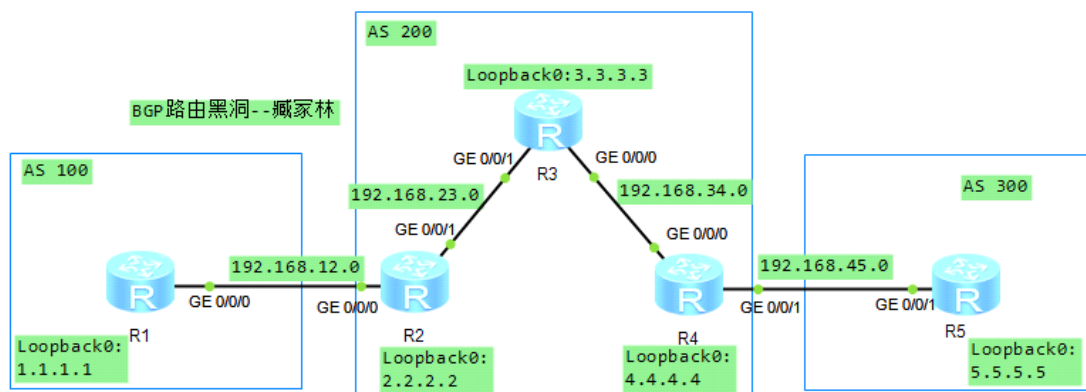 AS 200
Loopback0:3.3.3.3
BGP路由黑洞--臧冢林
R
GE 0/0/1
GE 0/0/0
R3
AS 100
AS 300
192.168.23.0
192.168.34.0
GE 0/0/1
GE 0/0/0
192.168.12.0
192.168.45.0
R
R
R
R
GE 0/0/0
GE 0/0/0
GE 0/0/1
GE 0/0/1
R1
R2
R4
R5
Loopback0:
1.1.1.1
Loopback0:
2.2.2.2
Loopback0:
4.4.4.4
Loopback0:
5.5.5.5